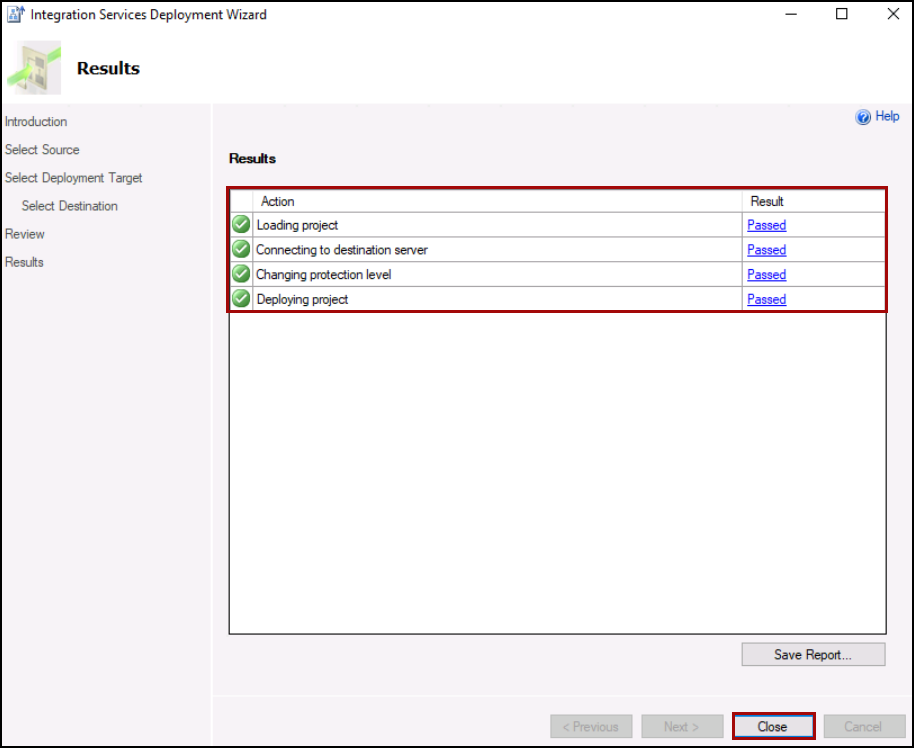 Integration Services Deployment Wizard
Results
Introduction
Select Source
Select Deployment Target
Select Destination
Review
Results
Help
Results
Action Result
Loading project Passed
Connecting to destination server Passed
Changing protection level Passed
Deploying project Passed
Save Report...
< Previous Next > Close Cancel